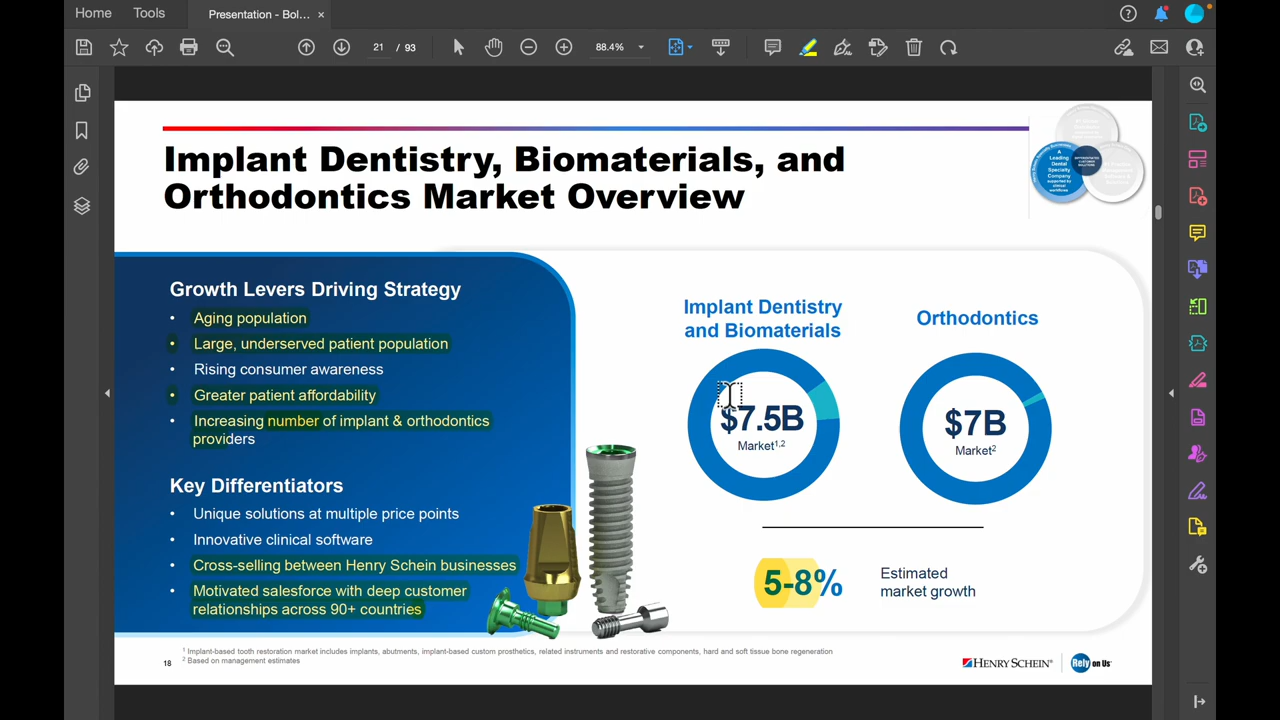 Home Tools Presentation - Bol... ×
21 / 93 88.4%
Implant Dentistry, Biomaterials, and
Orthodontics Market Overview
A
Leading
Dental
Specialty
Company
Growth Levers Driving Strategy
• Aging population
• Large, underserved patient population
• Rising consumer awareness
• Greater patient affordability
• Increasing number of implant & orthodontics
providers
Key Differentiators
• Unique solutions at multiple price points
• Innovative clinical software
• Cross-selling between Henry Schein businesses
• Motivated salesforce with deep customer
relationships across 90+ countries
Implant Dentistry
and Biomaterials
$7.5B
Market1,2
Orthodontics
$7B
Market2
5-8%
Estimated
market growth
1 Implant-based tooth restoration market includes implants, abutments, implant-based custom prosthetics, related instruments and restorative components, hard and soft tissue bone regeneration
2 Based on management estimates
18
HENRY SCHEIN®
Rely on Us